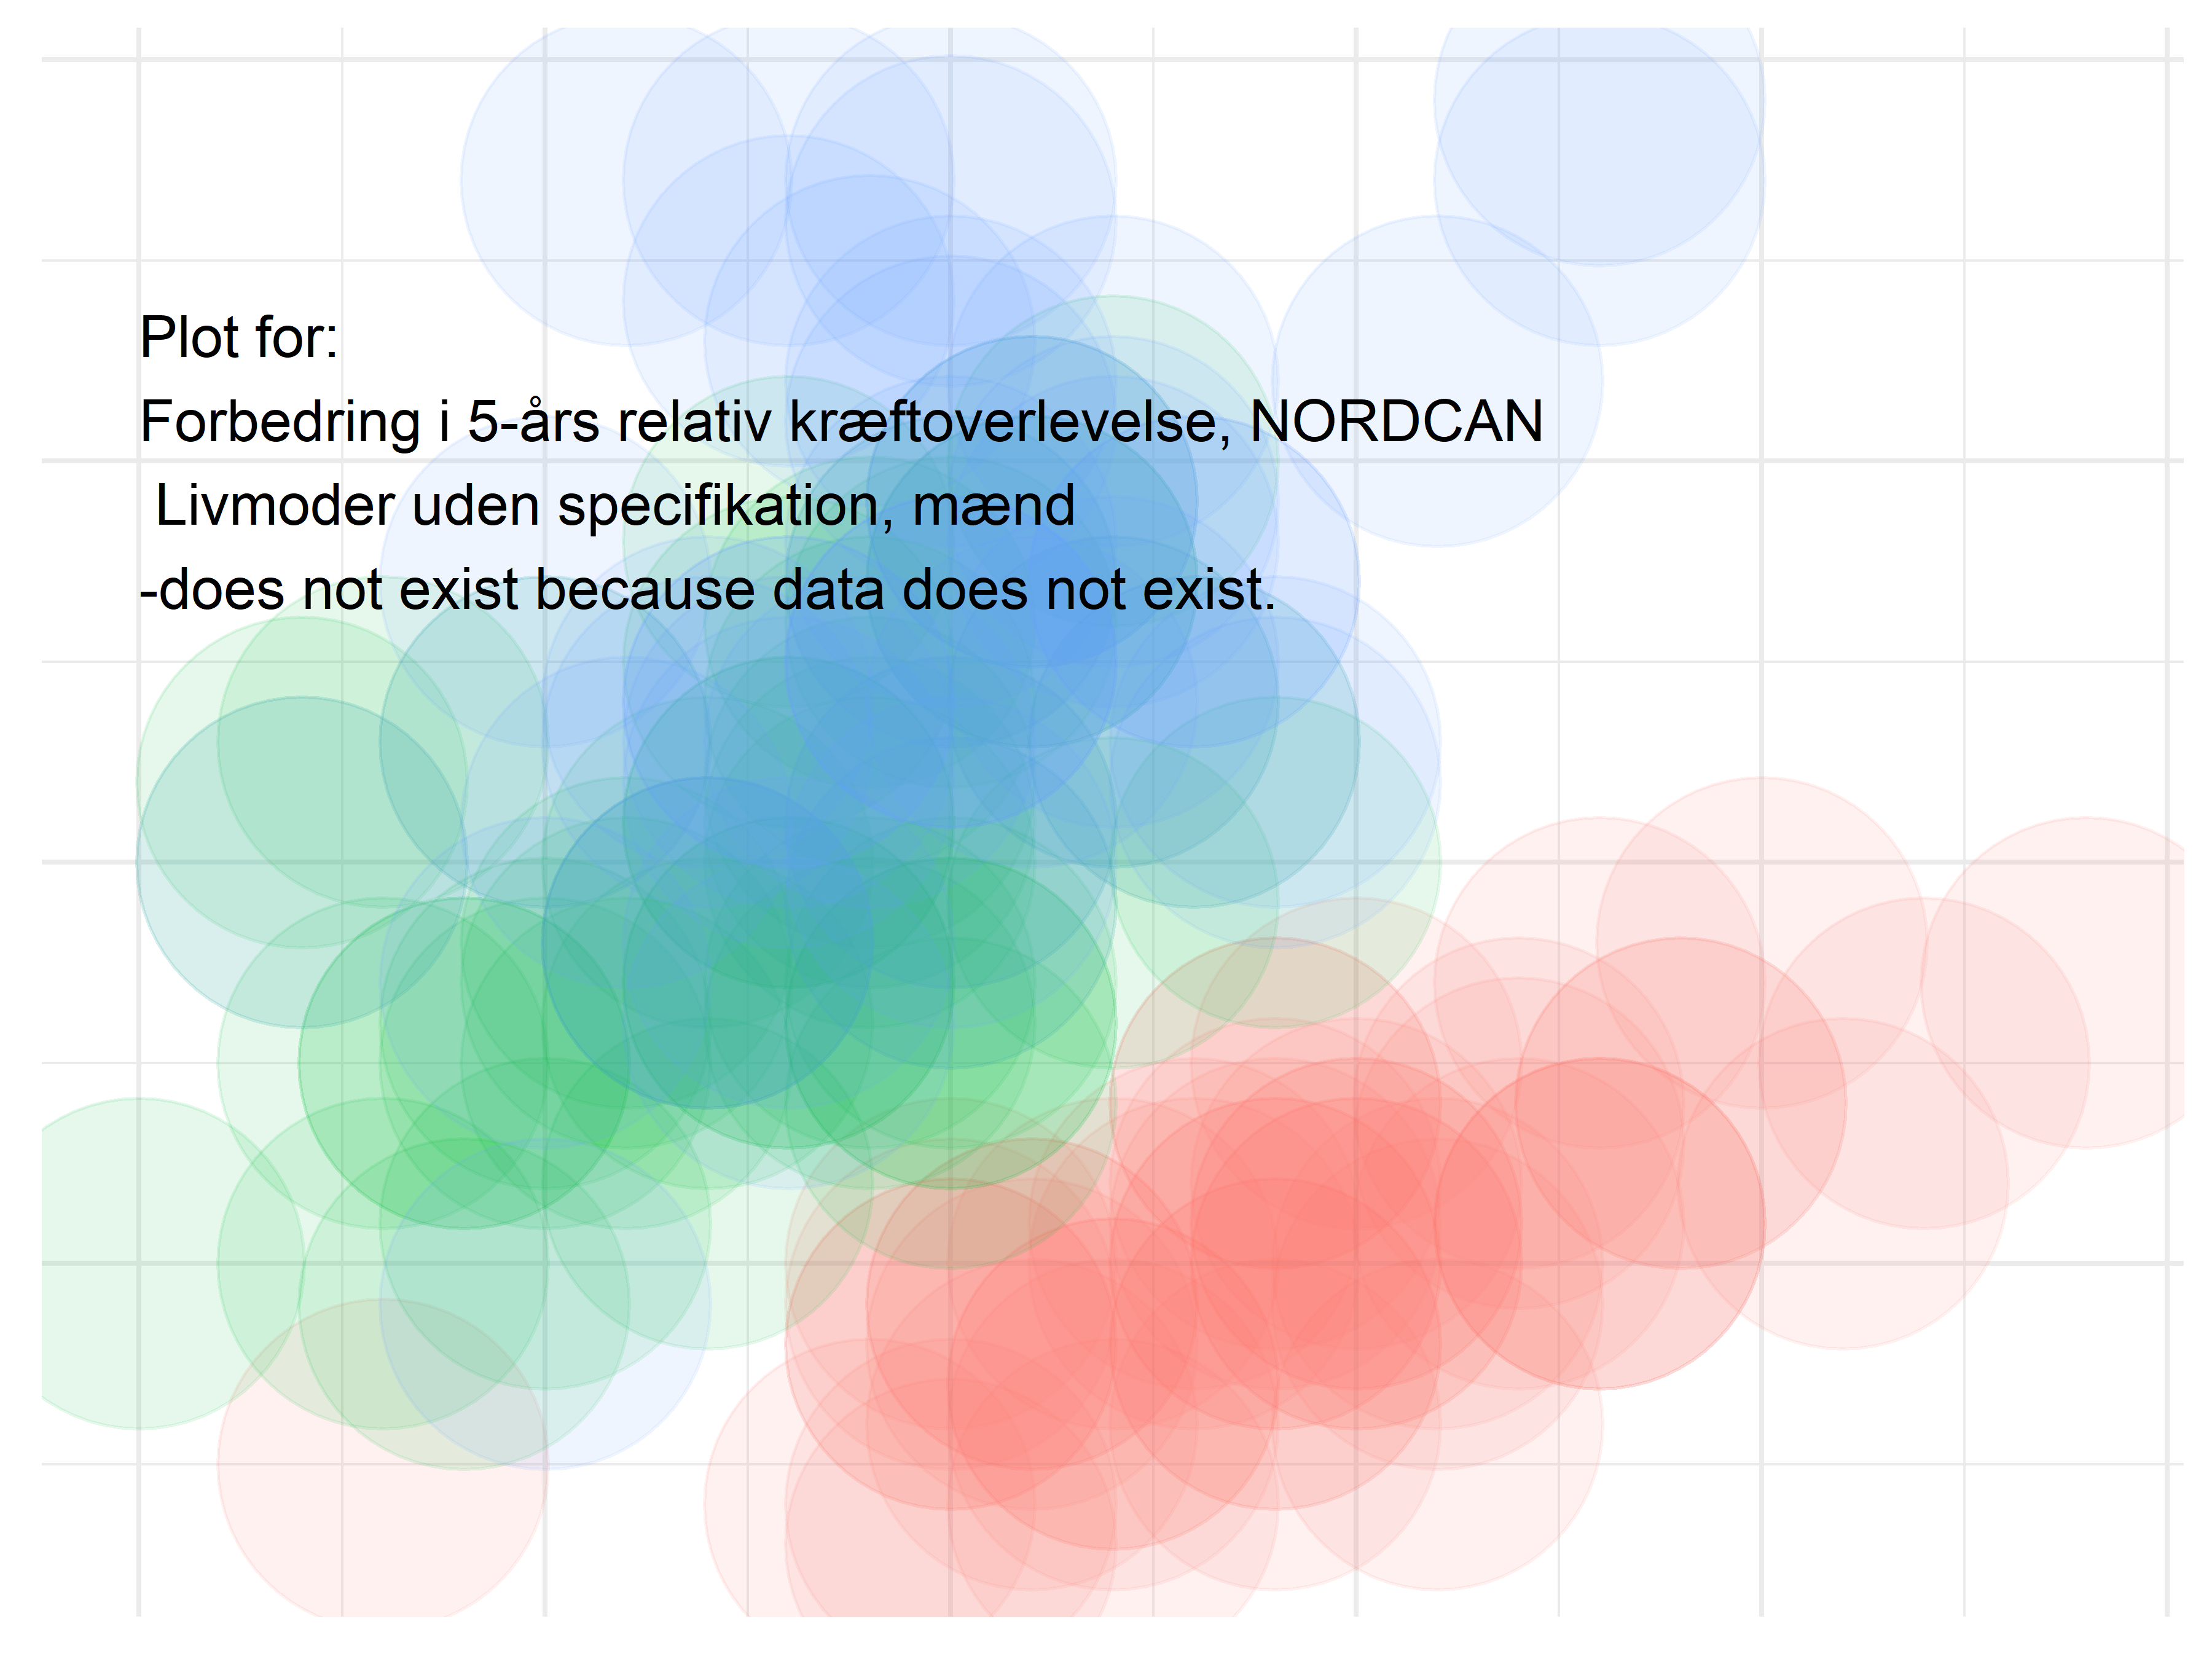 Plot for:
Forbedring i 5-års relativ kræftoverlevelse, NORDCAN
Livmoder uden specifikation, mænd
-does not exist because data does not exist.